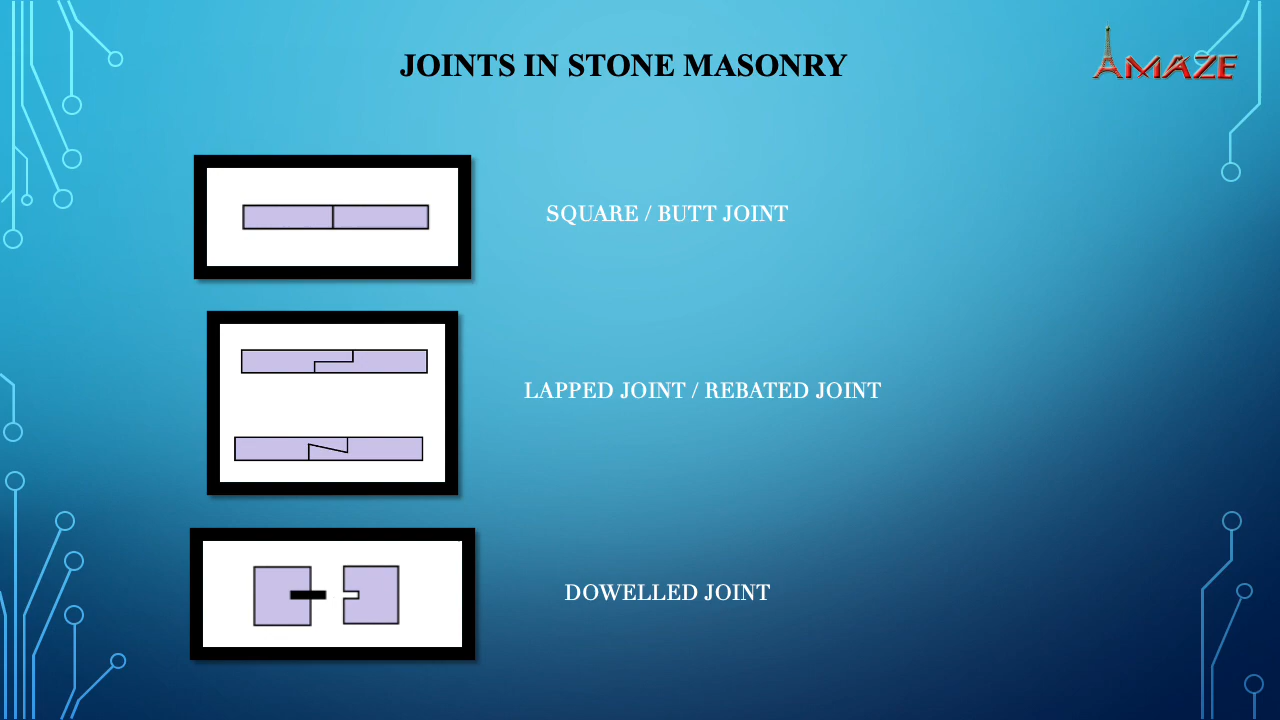 JOINTS IN STONE MASONRY
AMAZE
SQUARE / BUTT JOINT
LAPPED JOINT / REBATED JOINT
DOWELLED JOINT